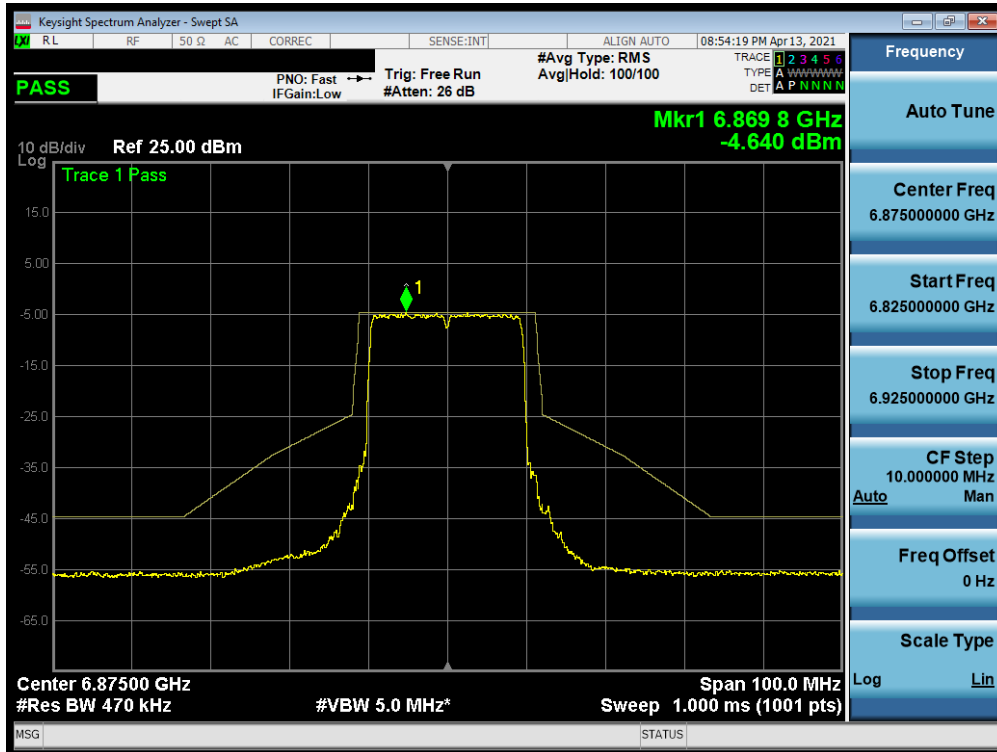 Keysight Spectrum Analyzer - Swept SA
LXI RL RF 50 Ω AC CORREC SENSE:INT ALIGN AUTO 08:54:19 PM Apr 13, 2021
PASS
PNO: Fast
IFGain:Low
Trig: Free Run
#Atten: 26 dB
#Avg Type: RMS
Avg|Hold: 100/100
TRACE 1 2 3 4 5 6
TYPE A WWWWW
DET A P N N N N
Mkr1 6.869 8 GHz
-4.640 dBm
10 dB/div
Log
Ref 25.00 dBm
Trace 1 Pass
1
15.0
5.00
-5.00
-15.0
-25.0
-35.0
-45.0
-55.0
-65.0
Center 6.87500 GHz
Span 100.0 MHz
#Res BW 470 kHz
#VBW 5.0 MHz*
Sweep 1.000 ms (1001 pts)
MSG
STATUS
Frequency
Auto Tune
Center Freq
6.875000000 GHz
Start Freq
6.825000000 GHz
Stop Freq
6.925000000 GHz
CF Step
10.000000 MHz
Auto Man
Freq Offset
0 Hz
Scale Type
Log Lin